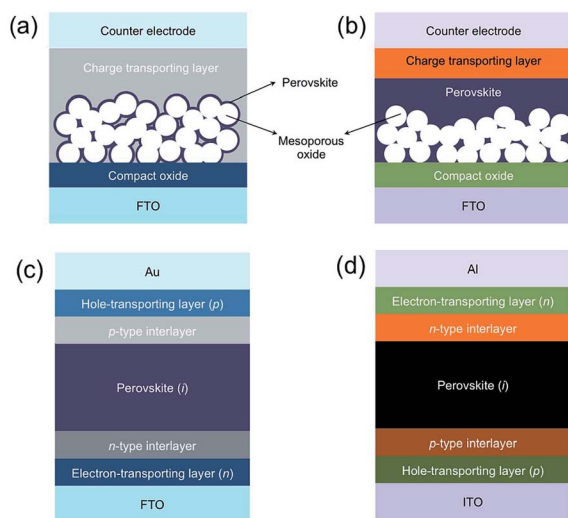 (a)
Counter electrode
Charge transporting layer
Compact oxide
FTO
Perovskite
Mesoporous
oxide
(b)
Counter electrode
Charge transporting layer
Perovskite
Compact oxide
FTO
(c)
Au
Hole-transporting layer (p)
p-type interlayer
Perovskite (i)
n-type interlayer
Electron-transporting layer (n)
FTO
(d)
Al
Electron-transporting layer (n)
n-type interlayer
Perovskite (i)
p-type interlayer
Hole-transporting layer (p)
ITO